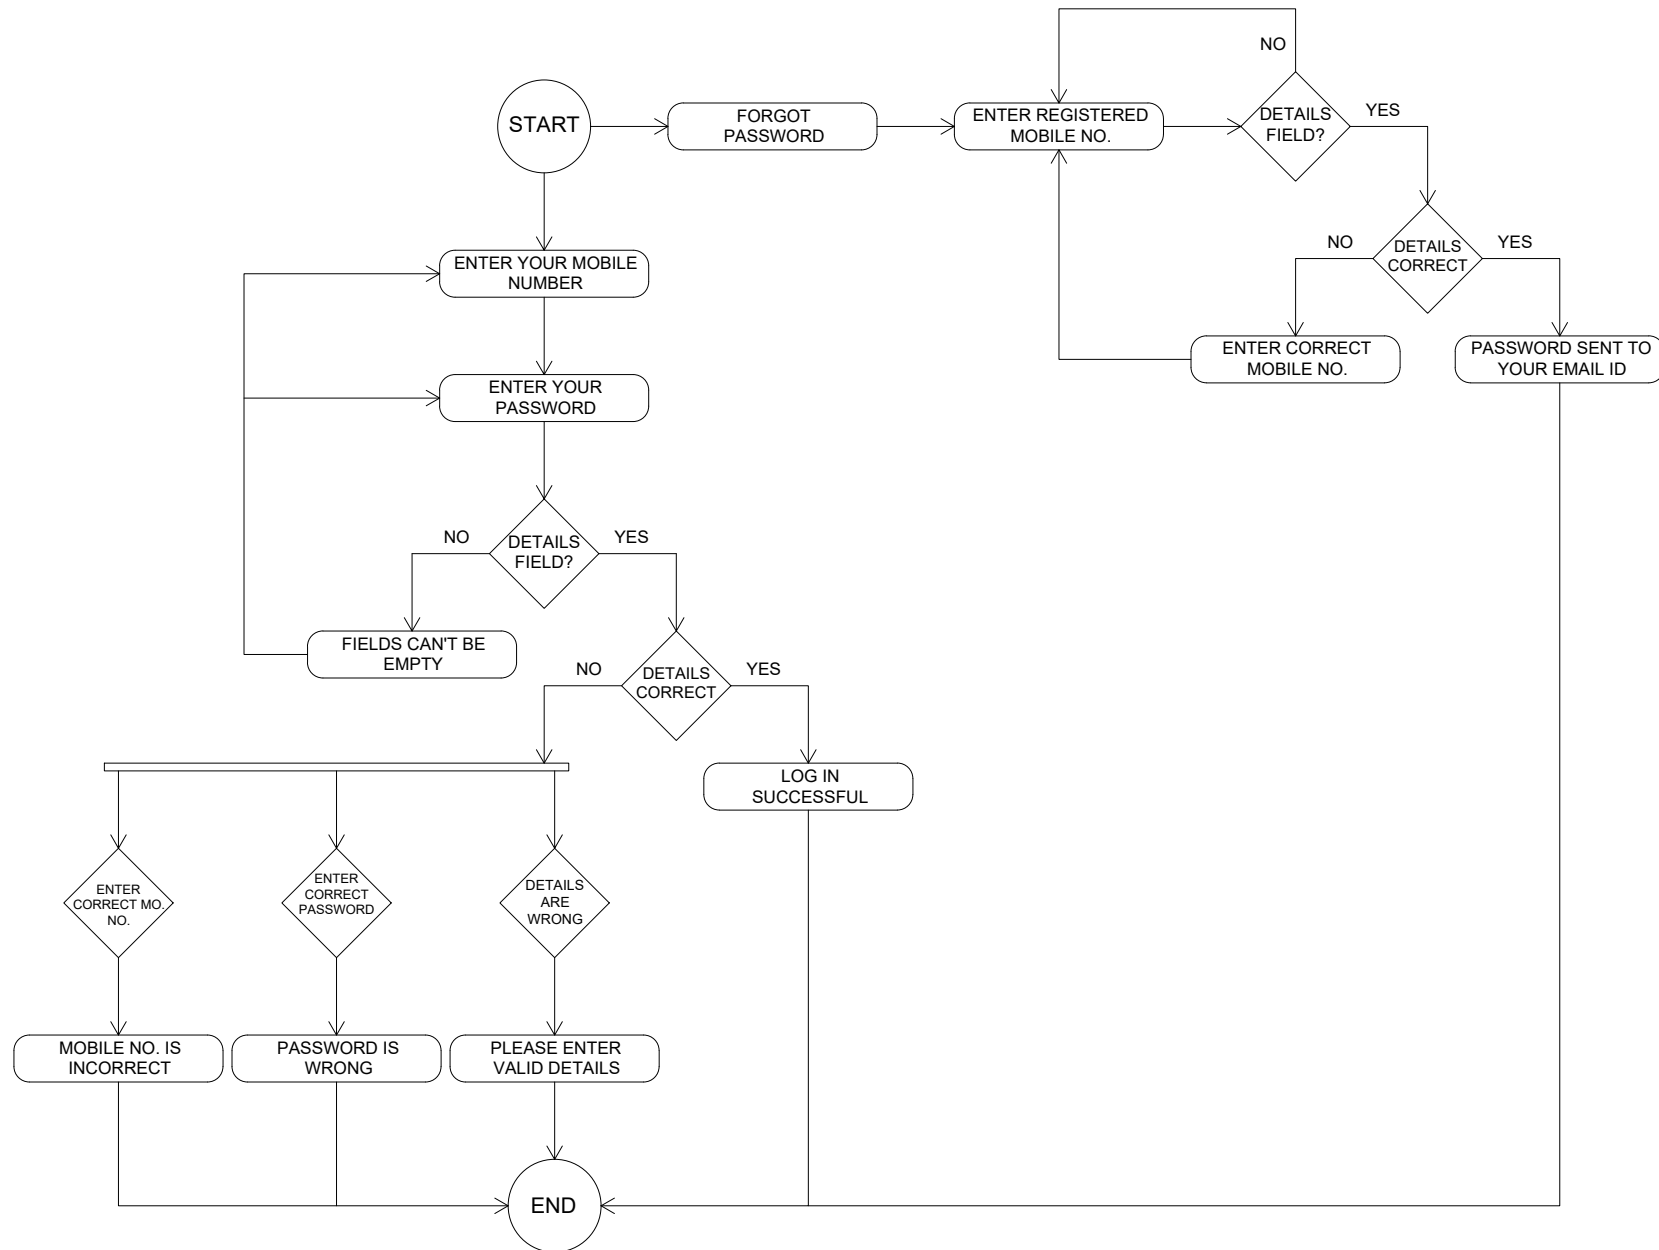 NO
START
FORGOT
PASSWORD
ENTER REGISTERED
MOBILE NO.
DETAILS
FIELD?
YES
NO
DETAILS
CORRECT
YES
ENTER YOUR MOBILE
NUMBER
ENTER CORRECT
MOBILE NO.
PASSWORD SENT TO
YOUR EMAIL ID
ENTER YOUR
PASSWORD
NO
DETAILS
FIELD?
YES
FIELDS CAN'T BE
EMPTY
NO
DETAILS
CORRECT
YES
LOG IN
SUCCESSFUL
ENTER
CORRECT MO.
NO.
ENTER
CORRECT
PASSWORD
DETAILS
ARE
WRONG
MOBILE NO. IS
INCORRECT
PASSWORD IS
WRONG
PLEASE ENTER
VALID DETAILS
END